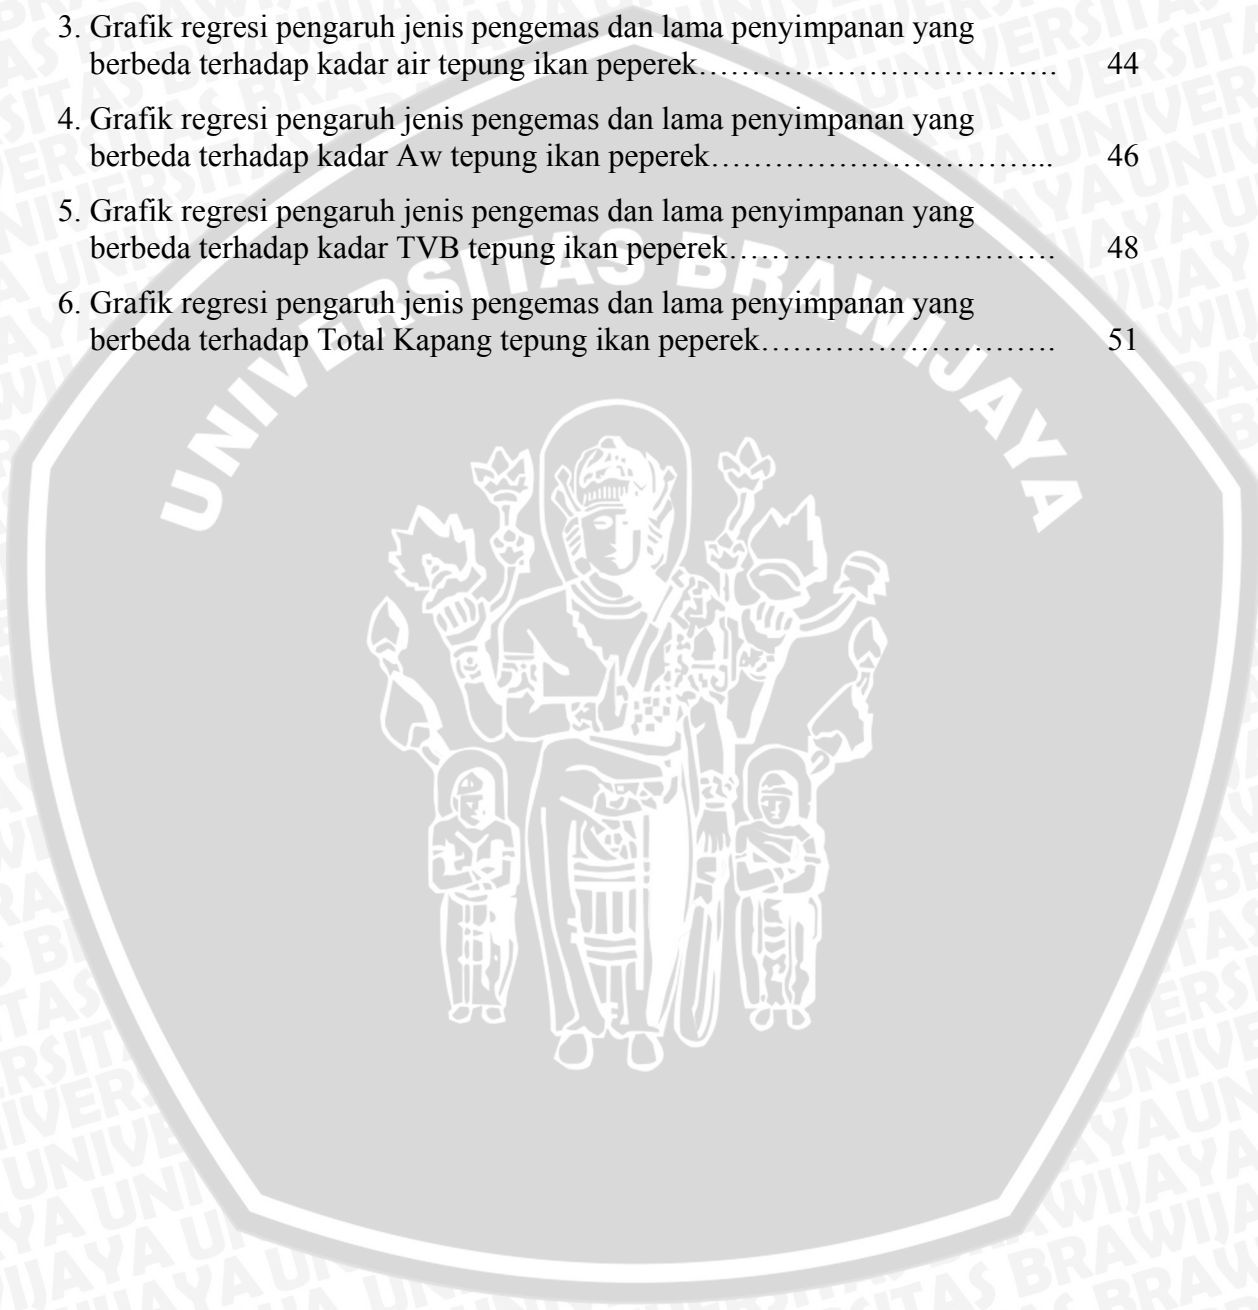 3. Grafik regresi pengaruh jenis pengemas dan lama penyimpanan yang
berbeda terhadap kadar air tepung ikan peperek……………………………. 44
4. Grafik regresi pengaruh jenis pengemas dan lama penyimpanan yang
berbeda terhadap kadar Aw tepung ikan peperek…………………………... 46
5. Grafik regresi pengaruh jenis pengemas dan lama penyimpanan yang
berbeda terhadap kadar TVB tepung ikan peperek…………………………. 48
6. Grafik regresi pengaruh jenis pengemas dan lama penyimpanan yang
berbeda terhadap Total Kapang tepung ikan peperek………………………. 51
UNIVERSITAS BRAWIJAYA